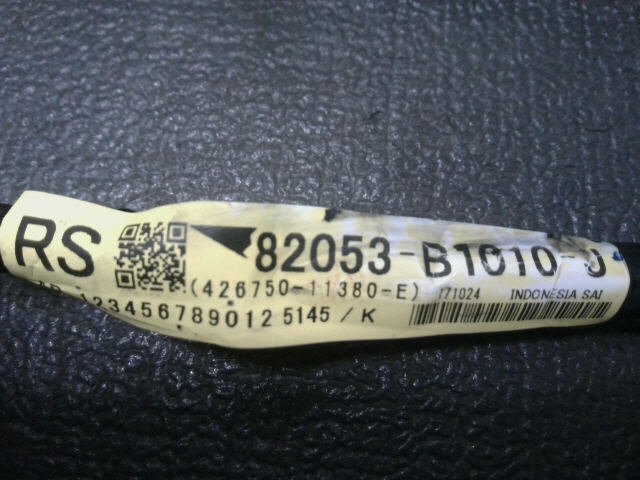 RS 82053-B1010-J
(426750-11380-E) 171024 INDONESIA SAI
123456789012 5145 / K